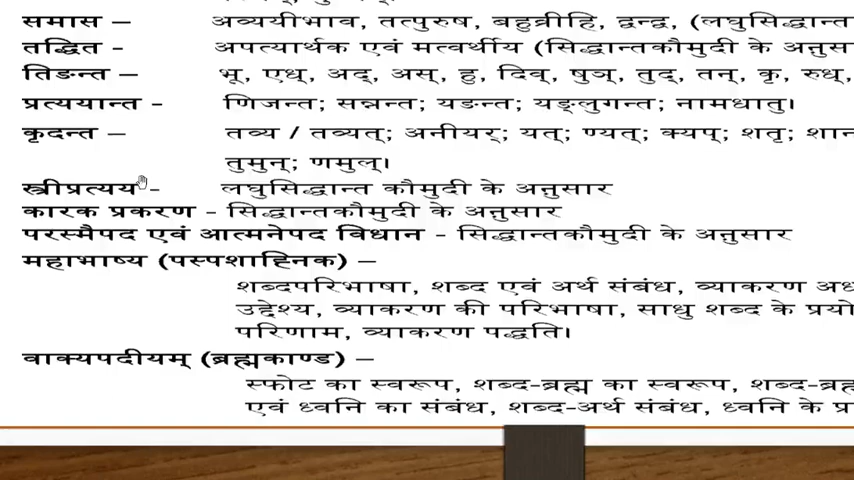 समास – अव्ययीभाव, तत्पुरुष, बहुव्रीहि, द्वन्द्व, (लघुसिद्धान्त
तद्धित – अपत्यार्थक एवं मत्वर्थीय (सिद्धान्तकौमुदी के अनुस
तिङन्त – भू, एध्, अद्, अस्, हु, दिव्, षुञ्, तुद्, तन्, कृ, रुध्,
प्रत्ययान्त – णिजन्त; सन्नन्त; यङन्त; यङ्लुगन्त; नामधातु।
कृदन्त – तव्य / तव्यत्; अनीयर्; यत्; ण्यत्; क्यप्; शतृ; शान
तुमुन्; णमुल्।
स्त्रीप्रत्यय – लघुसिद्धान्त कौमुदी के अनुसार
कारक प्रकरण – सिद्धान्तकौमुदी के अनुसार
परस्मैपद एवं आत्मनेपद विधान – सिद्धान्तकौमुदी के अनुसार
महाभाष्य (पस्पशाह्निक) –
शब्दपरिभाषा, शब्द एवं अर्थ संबंध, व्याकरण अध
उद्देश्य, व्याकरण की परिभाषा, साधु शब्द के प्रयो
परिणाम, व्याकरण पद्धति।
वाक्यपदीयम् (ब्रह्मकाण्ड) –
स्फोट का स्वरूप, शब्द-ब्रह्म का स्वरूप, शब्द-ब्रह
एवं ध्वनि का संबंध, शब्द-अर्थ संबंध, ध्वनि के प्र